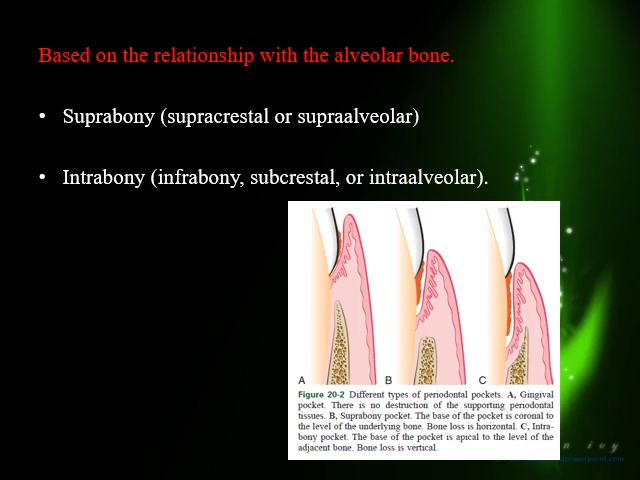 Based on the relationship with the alveolar bone.
• Suprabony (supracrestal or supraalveolar)
• Intrabony (infrabony, subcrestal, or intraalveolar).
A B C
Figure 20-2 Different types of periodontal pockets. A, Gingival
pocket. There is no destruction of the supporting periodontal
tissues. B, Suprabony pocket. The base of the pocket is coronal to
the level of the underlying bone. Bone loss is horizontal. C, Intra-
bony pocket. The base of the pocket is apical to the level of the
adjacent bone. Bone loss is vertical.
n ivy